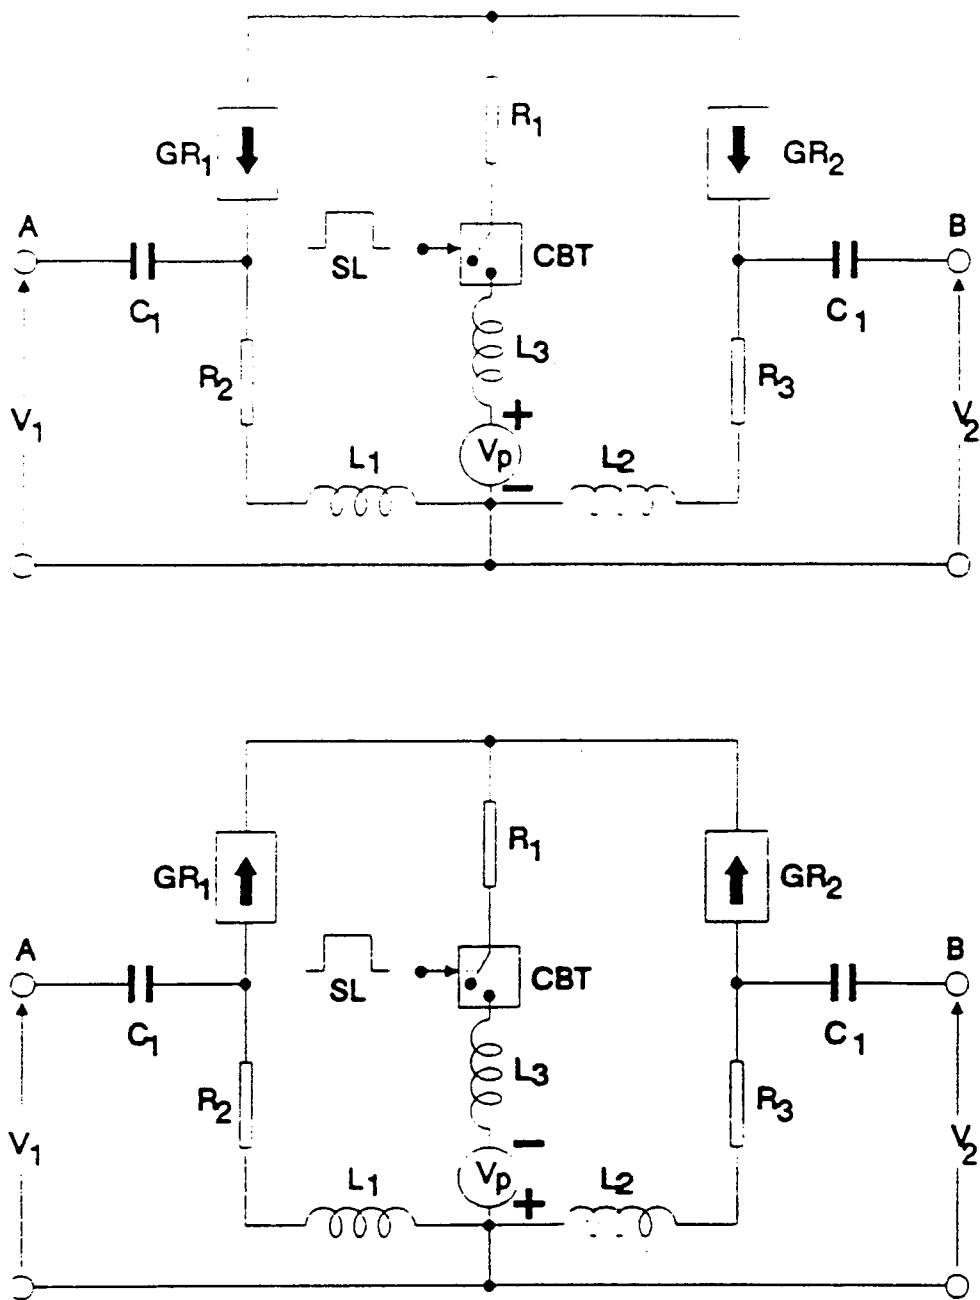 R1
GR1
GR2
A
B
SL
CBT
C1
C1
L3
R2
R3
+
V1
Vp
V2
L1
L2
−
R1
GR1
GR2
A
B
SL
CBT
C1
C1
L3
R2
R3
−
V1
Vp
V2
L1
L2
+